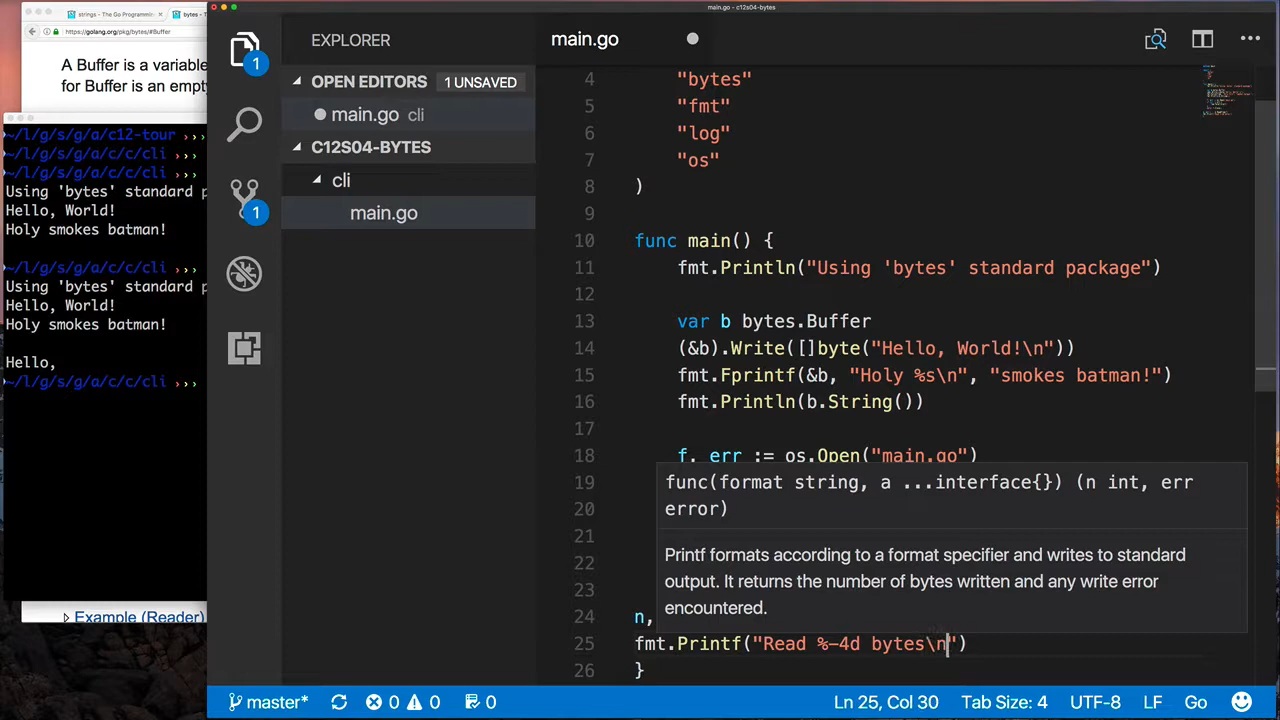 main.go - c12s04-bytes
strings - The Go Programmin
bytes - T
https://golang.org/pkg/bytes/#Buffer
A Buffer is a variable
for Buffer is an empty
~/l/g/s/g/a/c12-tour ›››
~/l/g/s/g/a/c/c/cli ›››
~/l/g/s/g/a/c/c/cli ›››
Using 'bytes' standard p
Hello, World!
Holy smokes batman!
~/l/g/s/g/a/c/c/cli ›››
Using 'bytes' standard p
Hello, World!
Holy smokes batman!
Hello,
~/l/g/s/g/a/c/c/cli ›››
Example (Reader)
1
1
EXPLORER
OPEN EDITORS 1 UNSAVED
main.go cli
C12S04-BYTES
cli
main.go
main.go
4 "bytes"
5 "fmt"
6 "log"
7 "os"
8 )
9
10 func main() {
11 fmt.Println("Using 'bytes' standard package")
12
13 var b bytes.Buffer
14 (&b).Write([]byte("Hello, World!\n"))
15 fmt.Fprintf(&b, "Holy %s\n", "smokes batman!")
16 fmt.Println(b.String())
17
18 f, err := os.Open("main.go")
19
20
21
22
23
func(format string, a ...interface{}) (n int, err
error)
Printf formats according to a format specifier and writes to standard
output. It returns the number of bytes written and any write error
encountered.
24 n,
25 fmt.Printf("Read %-4d bytes\n")
26 }
master* 0 0 0 Ln 25, Col 30 Tab Size: 4 UTF-8 LF Go